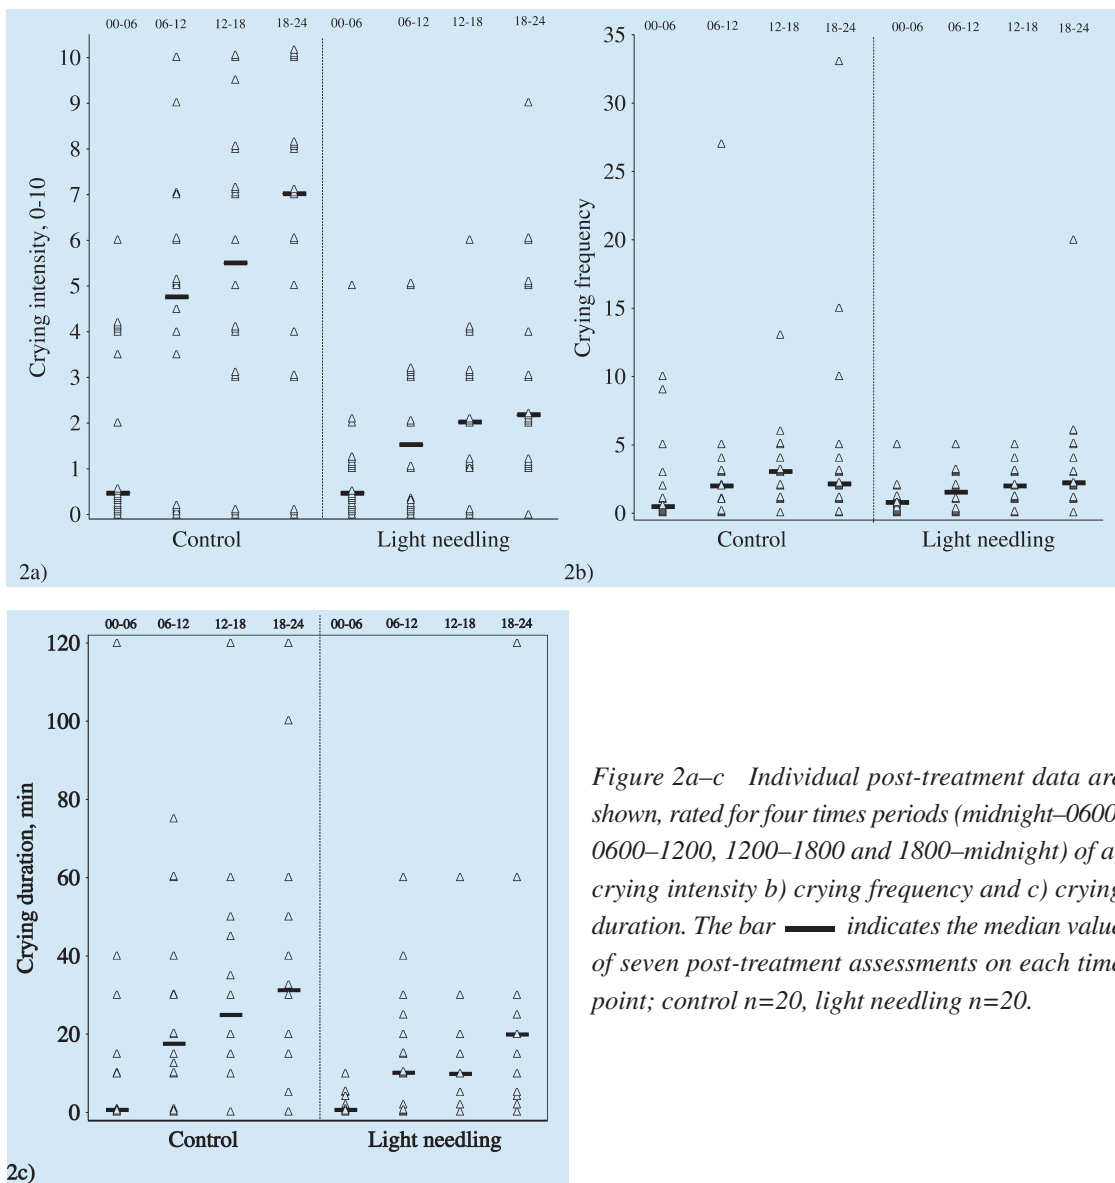 00-06 06-12 12-18 18-24 00-06 06-12 12-18 18-24
10
9
8
7
6
5
4
3
2
1
0
Crying intensity, 0-10
Control Light needling
2a)
00-06 06-12 12-18 18-24 00-06 06-12 12-18 18-24
35
30
25
20
15
10
5
0
Crying frequency
Control Light needling
2b)
00-06 06-12 12-18 18-24 00-06 06-12 12-18 18-24
120
100
80
60
40
20
0
Crying duration, min
Control Light needling
2c)
Figure 2a–c Individual post-treatment data are
shown, rated for four times periods (midnight–0600,
0600–1200, 1200–1800 and 1800–midnight) of a)
crying intensity b) crying frequency and c) crying
duration. The bar indicates the median value
of seven post-treatment assessments on each time
point; control n=20, light needling n=20.